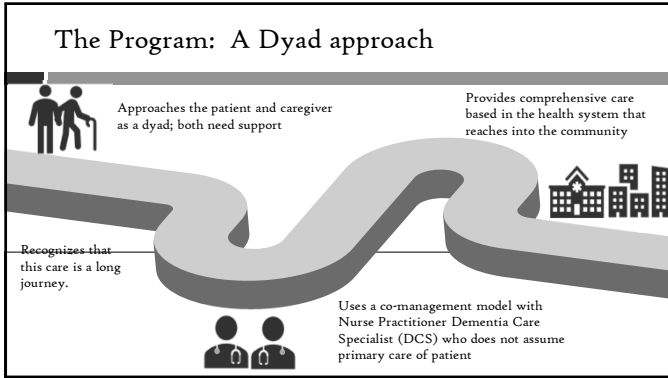 The Program:  A Dyad approach
Approaches the patient and caregiver
as a dyad; both need support
Provides comprehensive care
based in the health system that
reaches into the community
Recognizes that
this care is a long
journey.
Uses a co-management model with
Nurse Practitioner Dementia Care
Specialist (DCS) who does not assume
primary care of patient